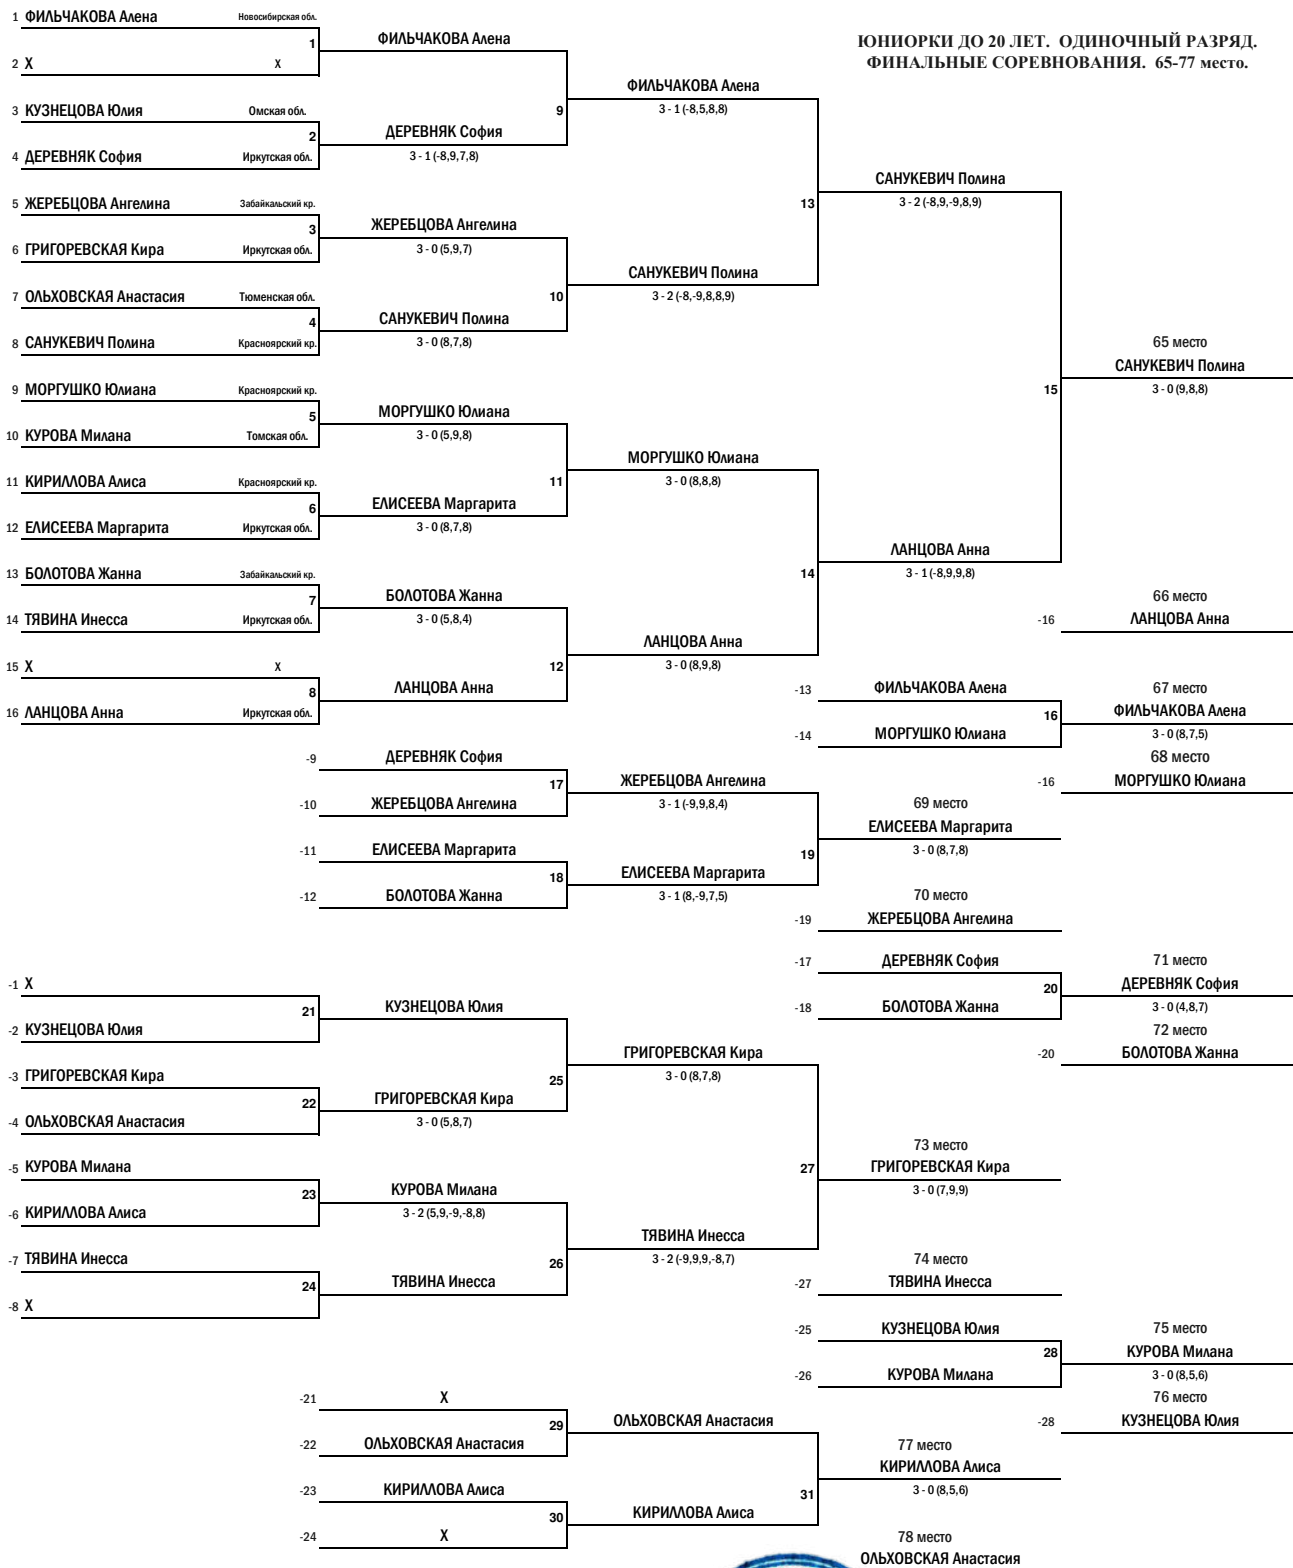 ЮНИОРКИ ДО 20 ЛЕТ. ОДИНОЧНЫЙ РАЗРЯД.
ФИНАЛЬНЫЕ СОРЕВНОВАНИЯ. 65-77 место.
1 ФИЛЬЧАКОВА Алена Новосибирская обл.
1
2 X X
3 КУЗНЕЦОВА Юлия Омская обл.
2
4 ДЕРЕВНЯК София Иркутская обл.
5 ЖЕРЕБЦОВА Ангелина Забайкальский кр.
3
6 ГРИГОРЕВСКАЯ Кира Иркутская обл.
7 ОЛЬХОВСКАЯ Анастасия Тюменская обл.
4
8 САНУКЕВИЧ Полина Красноярский кр.
9 МОРГУШКО Юлиана Красноярский кр.
5
10 КУРОВА Милана Томская обл.
11 КИРИЛЛОВА Алиса Красноярский кр.
6
12 ЕЛИСЕЕВА Маргарита Иркутская обл.
13 БОЛОТОВА Жанна Забайкальский кр.
7
14 ТЯВИНА Инесса Иркутская обл.
15 X X
8
16 ЛАНЦОВА Анна Иркутская обл.
ФИЛЬЧАКОВА Алена
9
ДЕРЕВНЯК София
3 - 1 (-8,9,7,8)
ЖЕРЕБЦОВА Ангелина
3 - 0 (5,9,7)
10
САНУКЕВИЧ Полина
3 - 0 (8,7,8)
МОРГУШКО Юлиана
3 - 0 (5,9,8)
11
ЕЛИСЕЕВА Маргарита
3 - 0 (8,7,8)
БОЛОТОВА Жанна
3 - 0 (5,8,4)
12
ЛАНЦОВА Анна
ФИЛЬЧАКОВА Алена
3 - 1 (-8,5,8,8)
13
САНУКЕВИЧ Полина
3 - 2 (-8,-9,8,8,9)
МОРГУШКО Юлиана
3 - 0 (8,8,8)
14
ЛАНЦОВА Анна
3 - 0 (8,9,8)
САНУКЕВИЧ Полина
3 - 2 (-8,9,-9,8,9)
15
ЛАНЦОВА Анна
3 - 1 (-8,9,9,8)
65 место
САНУКЕВИЧ Полина
3 - 0 (9,8,8)
66 место
-16 ЛАНЦОВА Анна
-13 ФИЛЬЧАКОВА Алена
16
-14 МОРГУШКО Юлиана
67 место
ФИЛЬЧАКОВА Алена
3 - 0 (8,7,5)
68 место
-16 МОРГУШКО Юлиана
-9 ДЕРЕВНЯК София
17
-10 ЖЕРЕБЦОВА Ангелина
-11 ЕЛИСЕЕВА Маргарита
18
-12 БОЛОТОВА Жанна
ЖЕРЕБЦОВА Ангелина
3 - 1 (-9,9,8,4)
19
ЕЛИСЕЕВА Маргарита
3 - 1 (8,-9,7,5)
69 место
ЕЛИСЕЕВА Маргарита
3 - 0 (8,7,8)
70 место
-19 ЖЕРЕБЦОВА Ангелина
-17 ДЕРЕВНЯК София
20
-18 БОЛОТОВА Жанна
71 место
ДЕРЕВНЯК София
3 - 0 (4,8,7)
72 место
-20 БОЛОТОВА Жанна
-1 X
21
-2 КУЗНЕЦОВА Юлия
-3 ГРИГОРЕВСКАЯ Кира
22
-4 ОЛЬХОВСКАЯ Анастасия
-5 КУРОВА Милана
23
-6 КИРИЛЛОВА Алиса
-7 ТЯВИНА Инесса
24
-8 X
КУЗНЕЦОВА Юлия
25
ГРИГОРЕВСКАЯ Кира
3 - 0 (5,8,7)
КУРОВА Милана
3 - 2 (5,9,-9,-8,8)
26
ТЯВИНА Инесса
ГРИГОРЕВСКАЯ Кира
3 - 0 (8,7,8)
27
ТЯВИНА Инесса
3 - 2 (-9,9,9,-8,7)
73 место
ГРИГОРЕВСКАЯ Кира
3 - 0 (7,9,9)
74 место
-27 ТЯВИНА Инесса
-25 КУЗНЕЦОВА Юлия
28
-26 КУРОВА Милана
75 место
КУРОВА Милана
3 - 0 (8,5,6)
76 место
-28 КУЗНЕЦОВА Юлия
-21 X
29
-22 ОЛЬХОВСКАЯ Анастасия
-23 КИРИЛЛОВА Алиса
30
-24 X
ОЛЬХОВСКАЯ Анастасия
31
КИРИЛЛОВА Алиса
77 место
КИРИЛЛОВА Алиса
3 - 0 (8,5,6)
78 место
ОЛЬХОВСКАЯ Анастасия